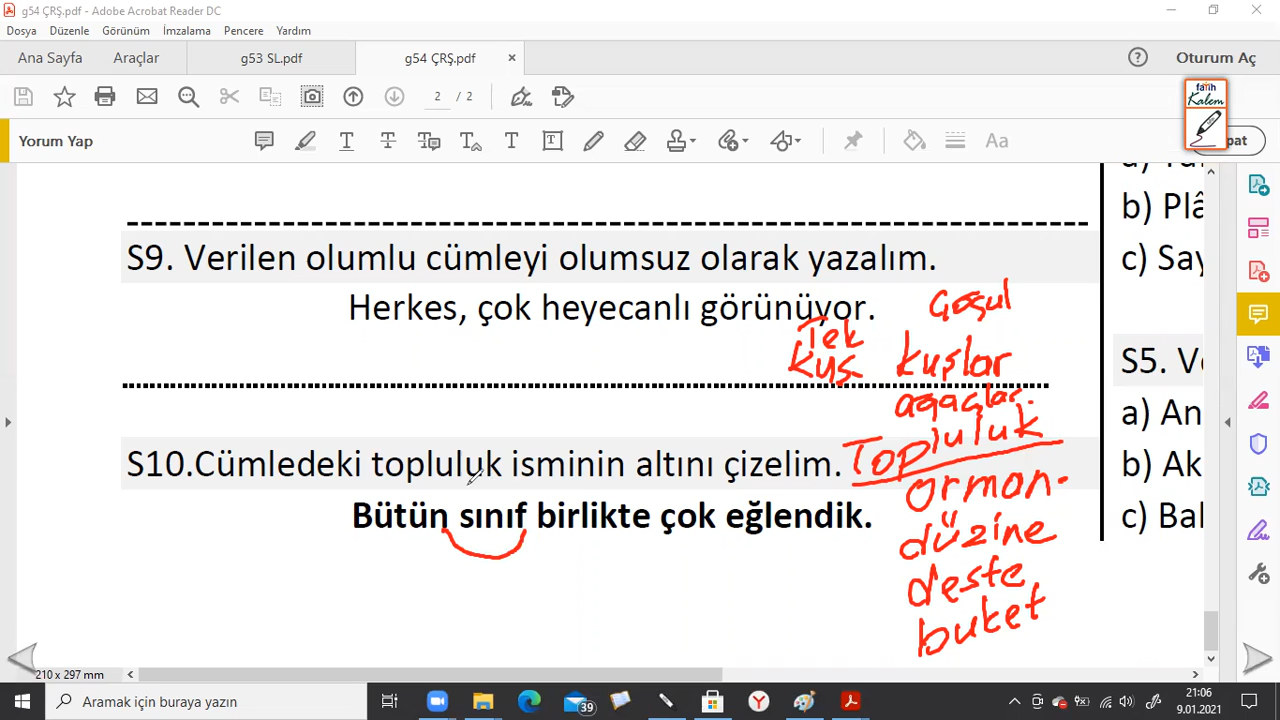 g54 ÇRŞ.pdf - Adobe Acrobat Reader DC
Dosya Düzenle Görünüm İmzalama Pencere Yardım
Ana Sayfa Araçlar g53 SL.pdf g54 ÇRŞ.pdf × ? Oturum Aç
2 / 2
fatih
Kalem
Yorum Yap
pat
b) Plâ
S9. Verilen olumlu cümleyi olumsuz olarak yazalım.
c) Say
Herkes, çok heyecanlı görünüyor.
Çoğul
Tek
kuş kuşlar
S5. Ve
ağaçlar.
a) An
Topluluk
S10.Cümledeki topluluk isminin altını çizelim.
b) Ak
orman.
Bütün sınıf birlikte çok eğlendik.
c) Bal
düzine
deste
buket
210 x 297 mm
Aramak için buraya yazın
39
21:06
9.01.2021